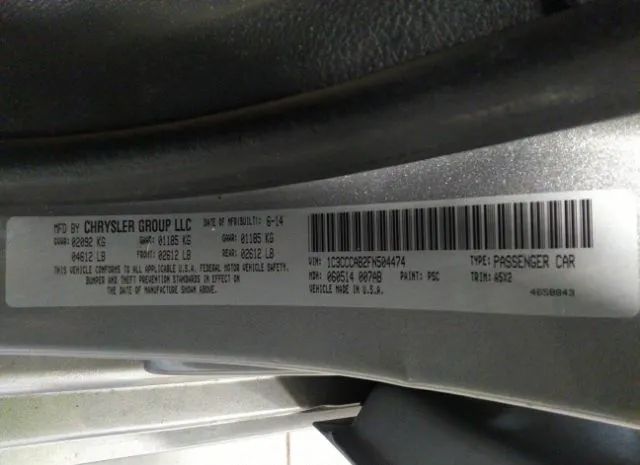 MFD BY CHRYSLER GROUP LLC DATE OF MFR(BUILT): 6-14
GVWR: 02092 KG GAWR: 01185 KG GAWR: 01185 KG
04612 LB FRONT: 02612 LB REAR: 02612 LB
THIS VEHICLE CONFORMS TO ALL APPLICABLE U.S.A. FEDERAL MOTOR VEHICLE SAFETY,
BUMPER AND THEFT PREVENTION STANDARDS IN EFFECT ON
THE DATE OF MANUFACTURE SHOWN ABOVE.
VIN: 1C3CCCAB2FN504474 TYPE: PASSENGER CAR
MDH: 060514 007AB PAINT: PSC TRIM: A5X2
VEHICLE MADE IN U.S.A. 4658843